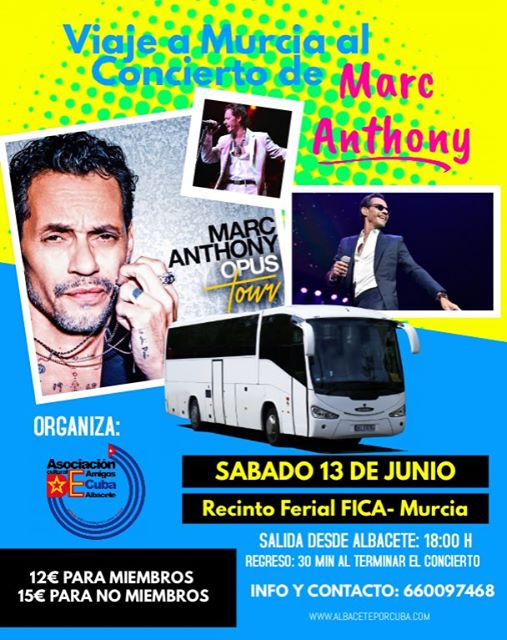 Viaje a Murcia al
Concierto de
Marc
Anthony
MARC
ANTHONY
OPUS
Tour
ORGANIZA:
Asociación
cultural Amigos
E Cuba
Albacete
SABADO 13 DE JUNIO
Recinto Ferial FICA- Murcia
SALIDA DESDE ALBACETE: 18:00 H
REGRESO: 30 MIN AL TERMINAR EL CONCIERTO
12€ PARA MIEMBROS
15€ PARA NO MIEMBROS
INFO Y CONTACTO: 660097468
WWW.ALBACETEPORCUBA.COM